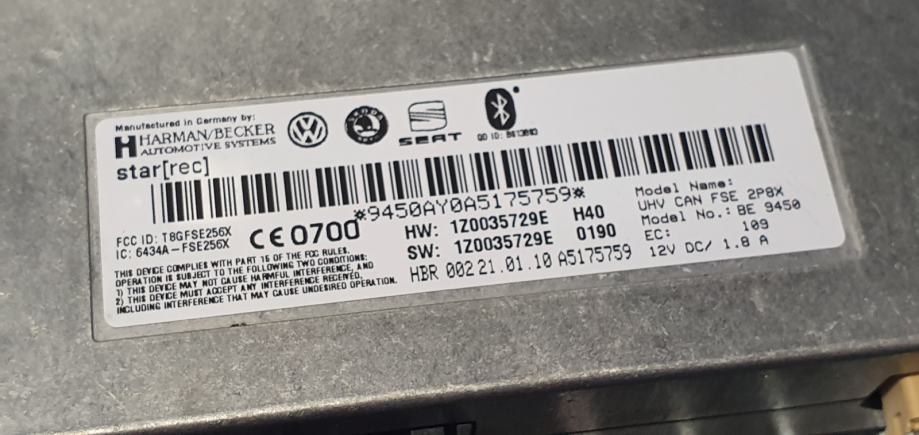 Manufactured in Germany by:
HARMAN/BECKER
AUTOMOTIVE SYSTEMS
SEAT
star[rec]
*9450AY0A5175759*
FCC ID: T8GFSE256X
IC: 6434A-FSE256X
CE 0700
HW: 1Z0035729E H40
SW: 1Z0035729E 0190
HBR 002 21.01.10 A5175759
Model Name:
UHV CAN FSE 2P8X
Model No.: BE 9450
EC: 109
12V DC/ 1.8 A
THIS DEVICE COMPLIES WITH PART 15 OF THE FCC RULES.
OPERATION IS SUBJECT TO THE FOLLOWING TWO CONDITIONS:
1) THIS DEVICE MAY NOT CAUSE HARMFUL INTERFERENCE, AND
2) THIS DEVICE MUST ACCEPT ANY INTERFERENCE RECEIVED,
INCLUDING INTERFERENCE THAT MAY CAUSE UNDESIRED OPERATION.